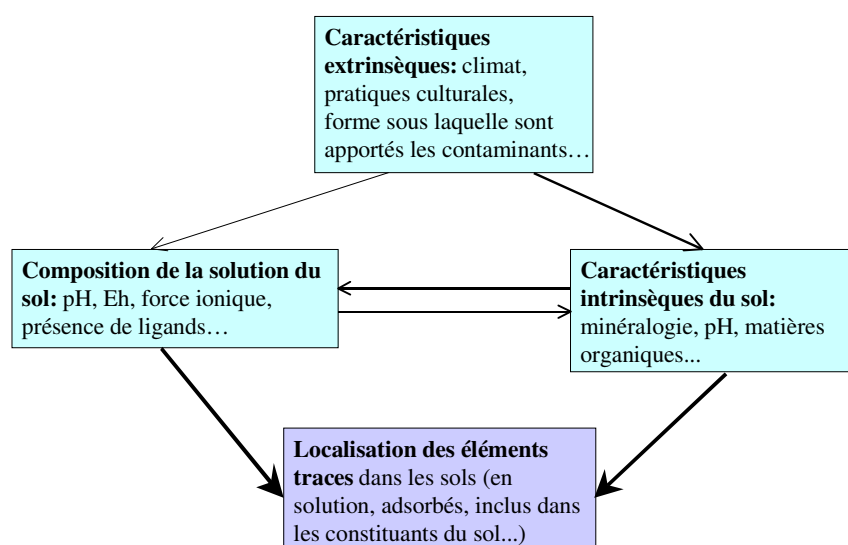 Caractéristiques
extrinsèques: climat,
pratiques culturales,
forme sous laquelle sont
apportés les contaminants…
Composition de la solution du
sol: pH, Eh, force ionique,
présence de ligands…
Caractéristiques
intrinsèques du sol:
minéralogie, pH, matières
organiques...
Localisation des éléments
traces dans les sols (en
solution, adsorbés, inclus dans
les constituants du sol...)